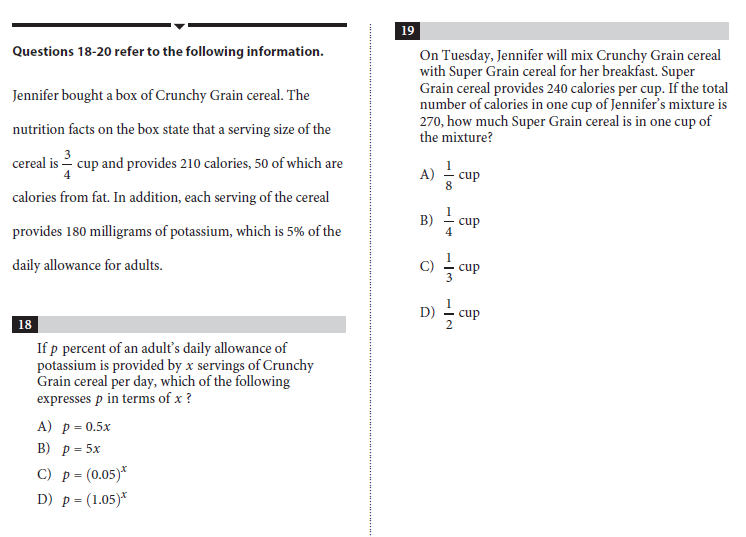 Questions 18-20 refer to the following information.
Jennifer bought a box of Crunchy Grain cereal. The
nutrition facts on the box state that a serving size of the
cereal is 3/4 cup and provides 210 calories, 50 of which are
calories from fat. In addition, each serving of the cereal
provides 180 milligrams of potassium, which is 5% of the
daily allowance for adults.
18
If p percent of an adult’s daily allowance of
potassium is provided by x servings of Crunchy
Grain cereal per day, which of the following
expresses p in terms of x ?
A) p = 0.5x
B) p = 5x
C) p = (0.05)^x
D) p = (1.05)^x
19
On Tuesday, Jennifer will mix Crunchy Grain cereal
with Super Grain cereal for her breakfast. Super
Grain cereal provides 240 calories per cup. If the total
number of calories in one cup of Jennifer’s mixture is
270, how much Super Grain cereal is in one cup of
the mixture?
A) 1/8 cup
B) 1/4 cup
C) 1/3 cup
D) 1/2 cup